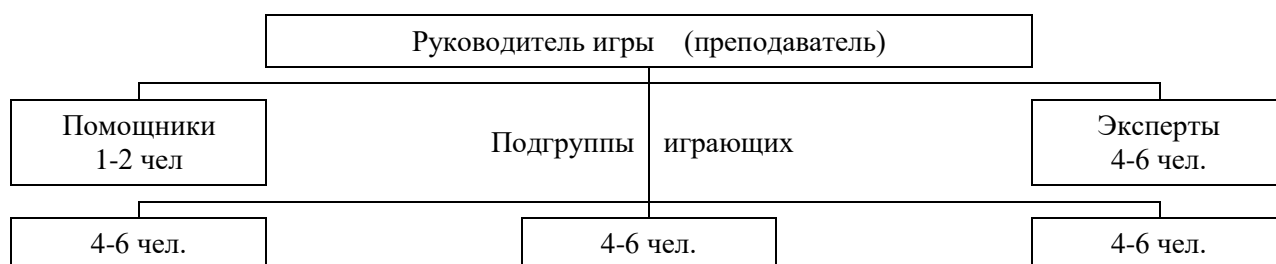 Руководитель игры (преподаватель)
Помощники
1-2 чел
Подгруппы играющих
Эксперты
4-6 чел.
4-6 чел.
4-6 чел.
4-6 чел.